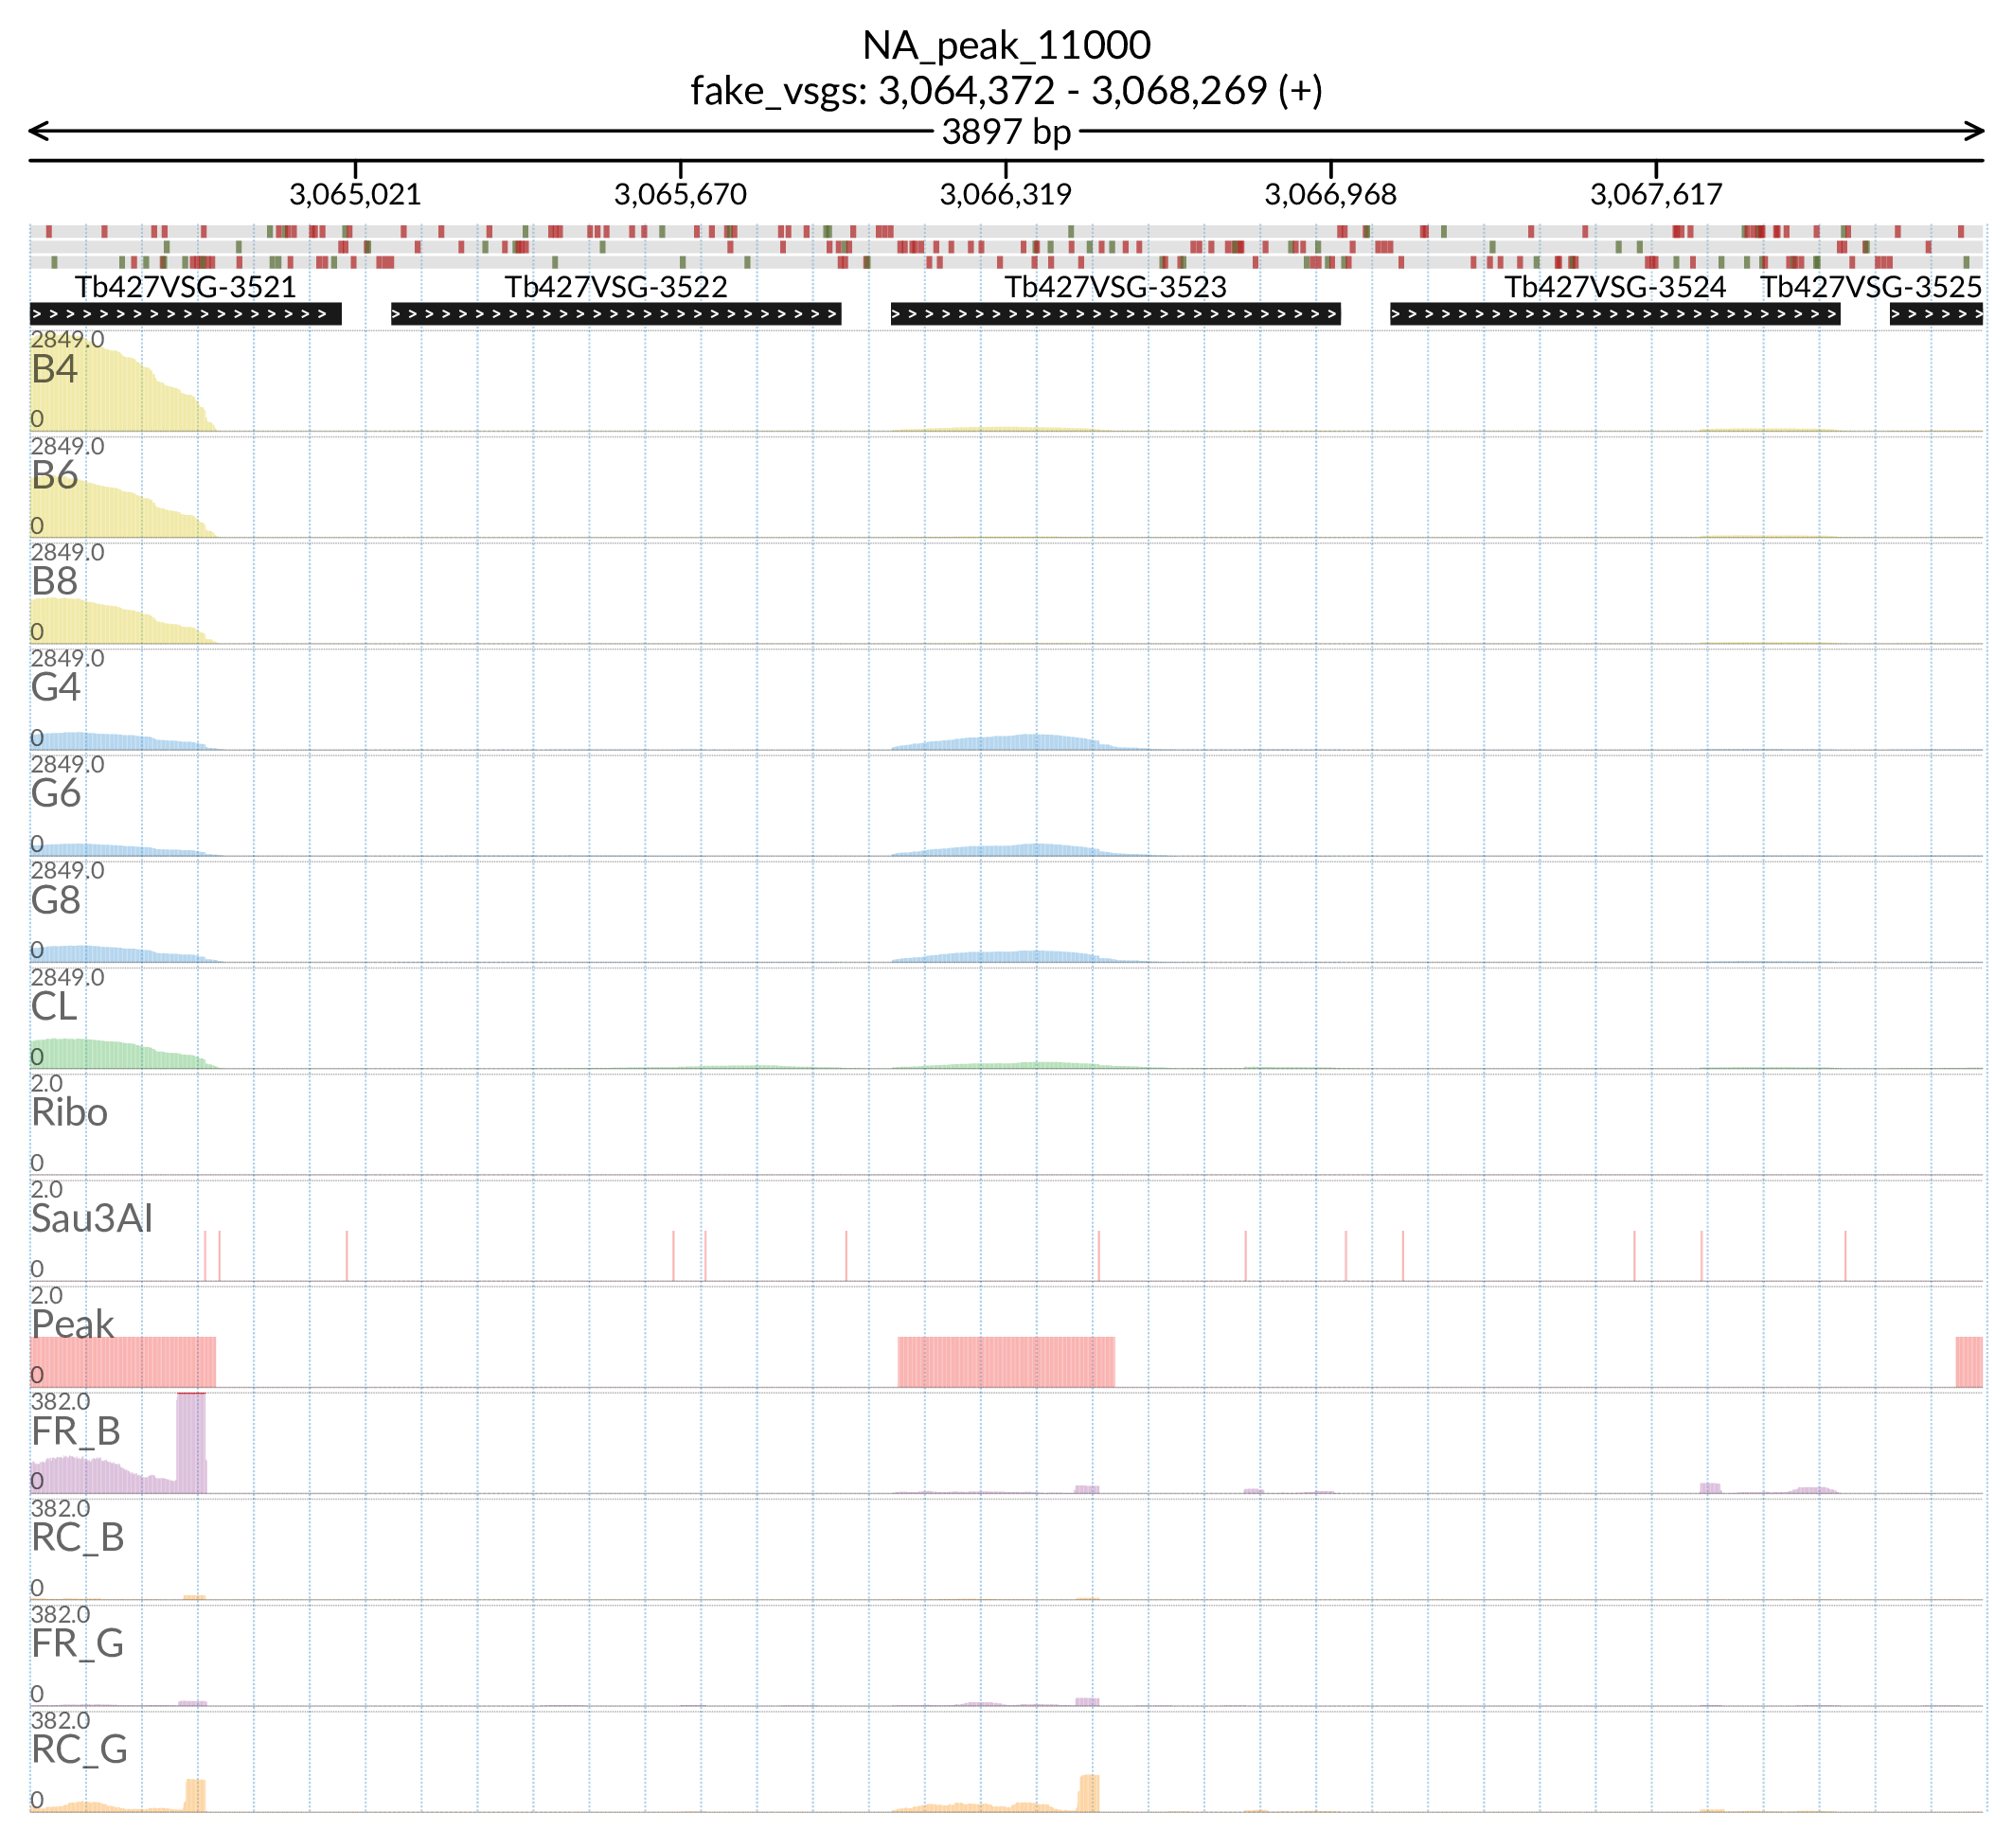 NA_peak_11000
fake_vsgs: 3,064,372 - 3,068,269 (+)
3897 bp
3,065,021 3,065,670 3,066,319 3,066,968 3,067,617
Tb427VSG-3521 Tb427VSG-3522 Tb427VSG-3523 Tb427VSG-3524 Tb427VSG-3525
2849.0
B4
0
2849.0
B6
0
2849.0
B8
0
2849.0
G4
0
2849.0
G6
0
2849.0
G8
0
2849.0
CL
0
2.0
Ribo
0
2.0
Sau3AI
0
2.0
Peak
0
382.0
FR_B
0
382.0
RC_B
0
382.0
FR_G
0
382.0
RC_G
0